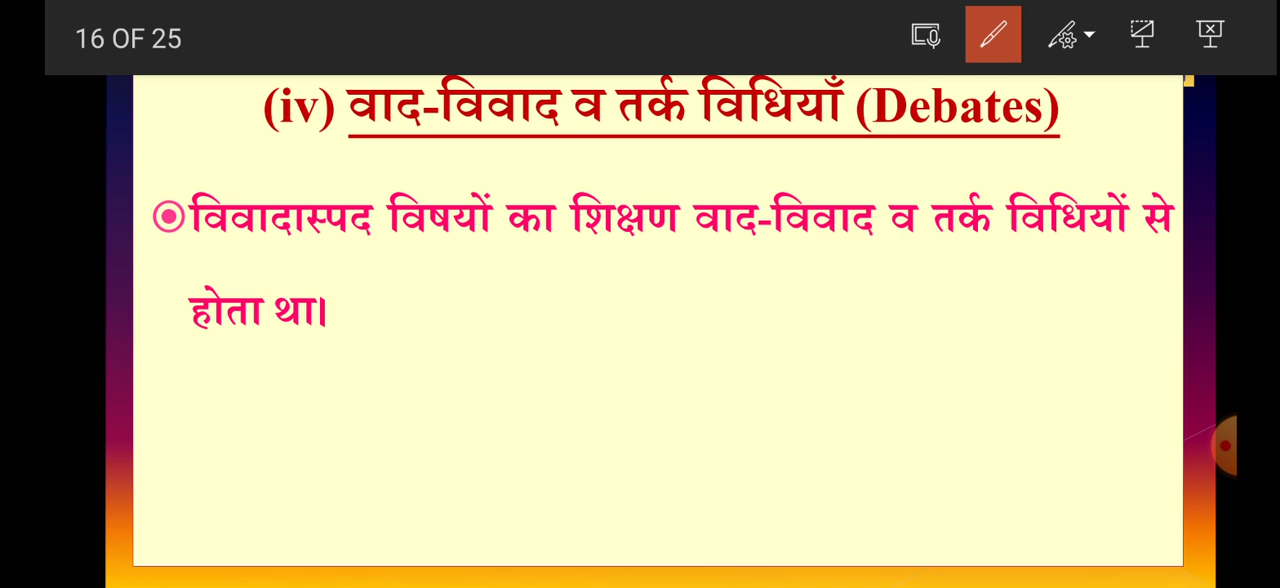 16 OF 25
(iv) वाद-विवाद व तर्क विधियाँ (Debates)
विवादास्पद विषयों का शिक्षण वाद-विवाद व तर्क विधियों से
होता था।